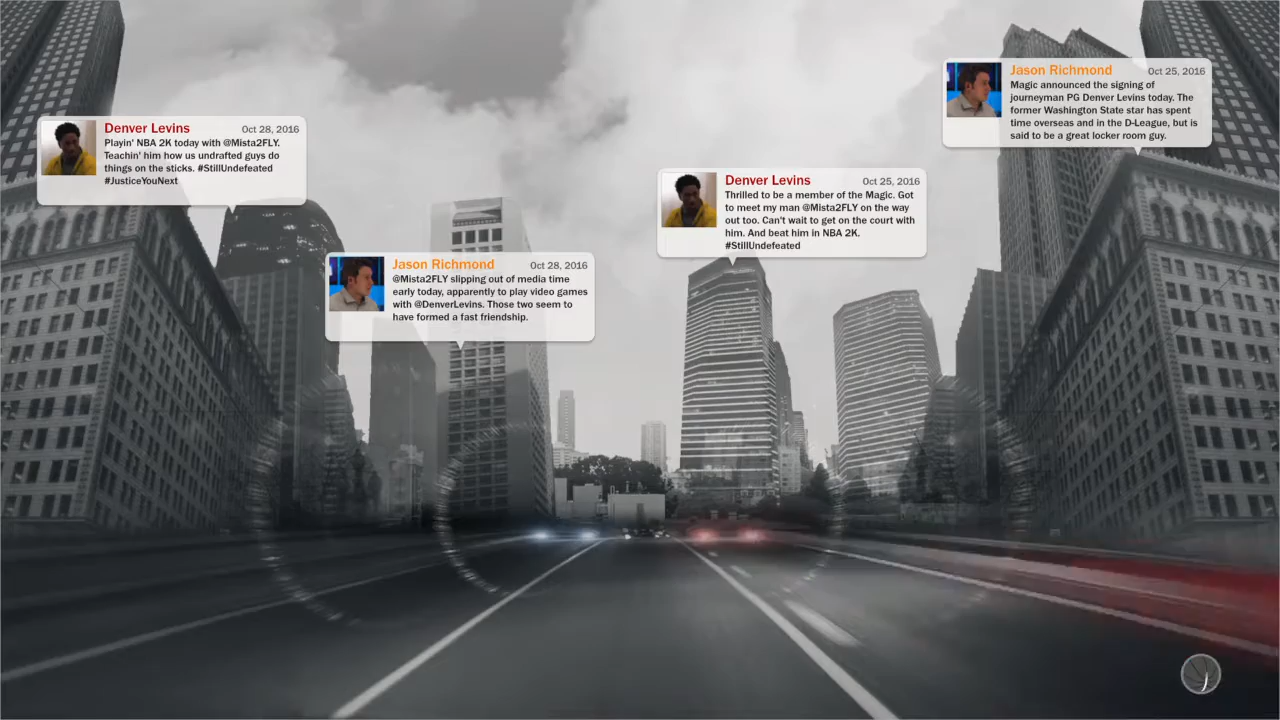 Jason Richmond Oct 25, 2016
Magic announced the signing of
journeyman PG Denver Levins today. The
former Washington State star has spent
time overseas and in the D-League, but is
said to be a great locker room guy.
Denver Levins Oct 28, 2016
Playin' NBA 2K today with @Mista2FLY.
Teachin' him how us undrafted guys do
things on the sticks. #StillUndefeated
#JusticeYouNext
Denver Levins Oct 25, 2016
Thrilled to be a member of the Magic. Got
to meet my man @Mista2FLY on the way
out too. Can't wait to get on the court with
him. And beat him in NBA 2K.
#StillUndefeated
Jason Richmond Oct 28, 2016
@Mista2FLY slipping out of media time
early today, apparently to play video games
with @DenverLevins. Those two seem to
have formed a fast friendship.